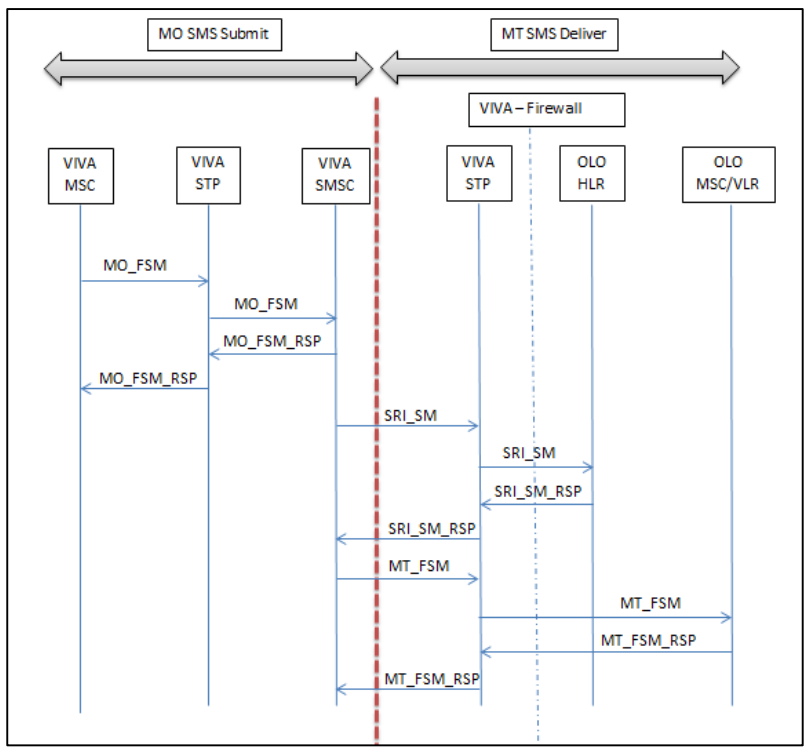 MO SMS Submit
MT SMS Deliver
VIVA – Firewall
VIVA
MSC
VIVA
STP
VIVA
SMSC
VIVA
STP
OLO
HLR
OLO
MSC/VLR
MO_FSM
MO_FSM
MO_FSM_RSP
MO_FSM_RSP
SRI_SM
SRI_SM
SRI_SM_RSP
SRI_SM_RSP
MT_FSM
MT_FSM
MT_FSM_RSP
MT_FSM_RSP